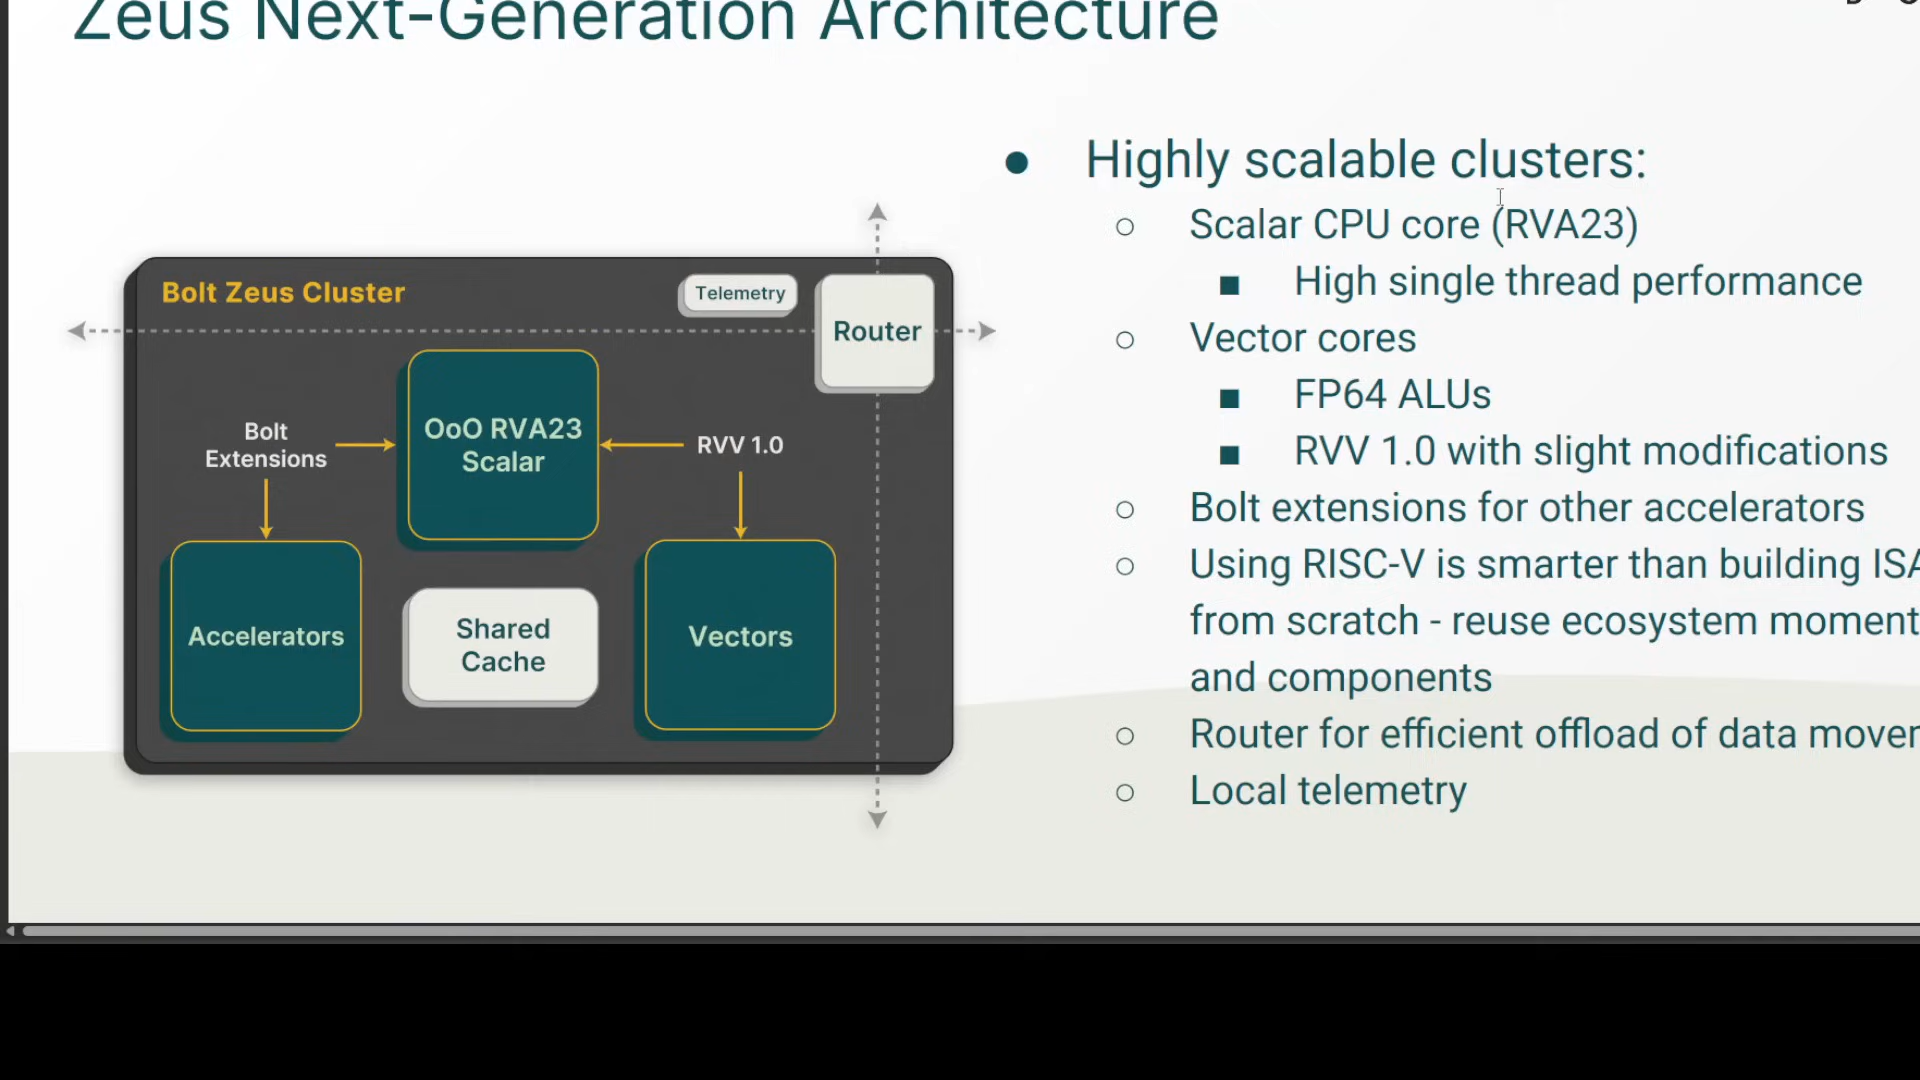 Zeus Next-Generation Architecture
Bolt Zeus Cluster
Telemetry
Router
OoO RVA23
Scalar
Bolt
Extensions
RVV 1.0
Accelerators
Shared
Cache
Vectors
Highly scalable clusters:
Scalar CPU core (RVA23)
High single thread performance
Vector cores
FP64 ALUs
RVV 1.0 with slight modifications
Bolt extensions for other accelerators
Using RISC-V is smarter than building ISA
from scratch - reuse ecosystem moment
and components
Router for efficient offload of data mover
Local telemetry